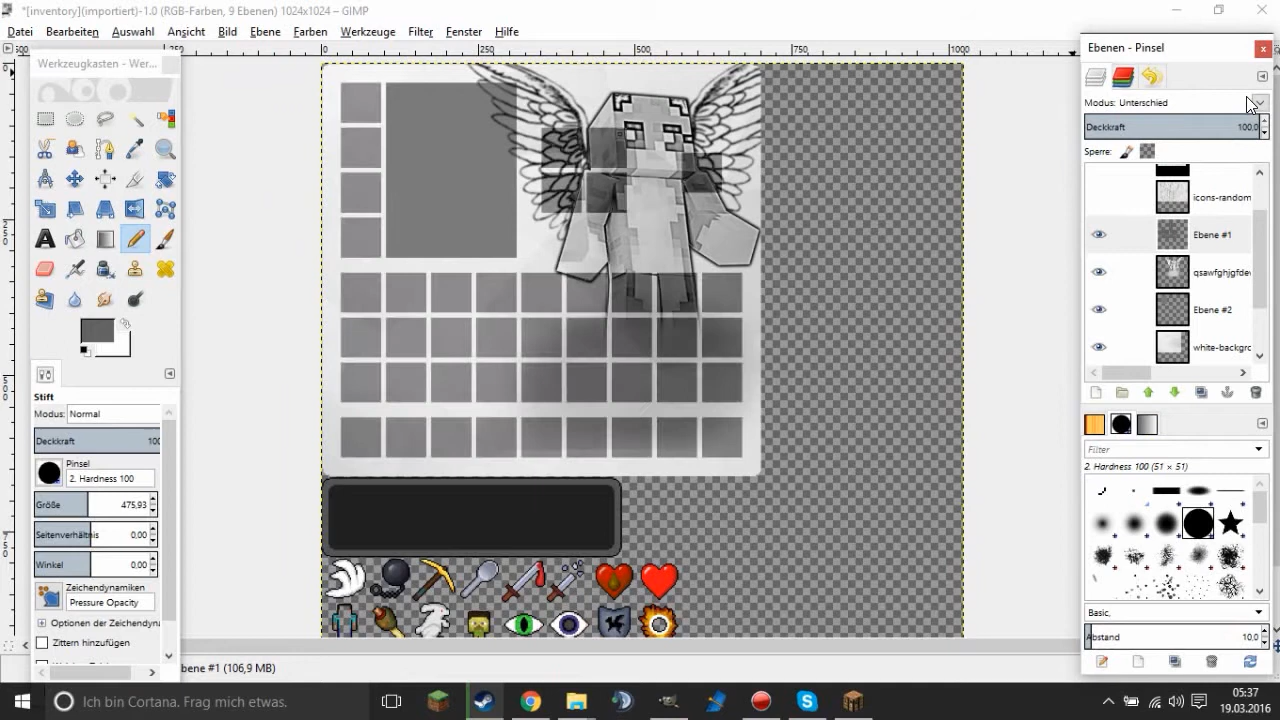 *[inventory](importiert)-1.0 (RGB-Farben, 9 Ebenen) 1024x1024 – GIMP
Datei Bearbeiten Auswahl Ansicht Bild Ebene Farben Werkzeuge Filter Fenster Hilfe
Werkzeugkasten - Wer...
0 250 500 750 1000
Ebenen - Pinsel
Modus: Unterschied
Deckkraft 100,0
Sperre:
icons-random
Ebene #1
qsawfghjgfdev
Ebene #2
white-backgro
Stift
Modus: Normal
Deckkraft 100
Pinsel
2. Hardness 100
Größe 475,93
Seitenverhältnis 0,00
Winkel 0,00
Zeichendynamiken
Pressure Opacity
Optionen der Zeichendyna
Zittern hinzufügen
Filter
2. Hardness 100 (51 × 51)
Basic,
Abstand 10,0
bene #1 (106,9 MB)
Ich bin Cortana. Frag mich etwas.
05:37
19.03.2016